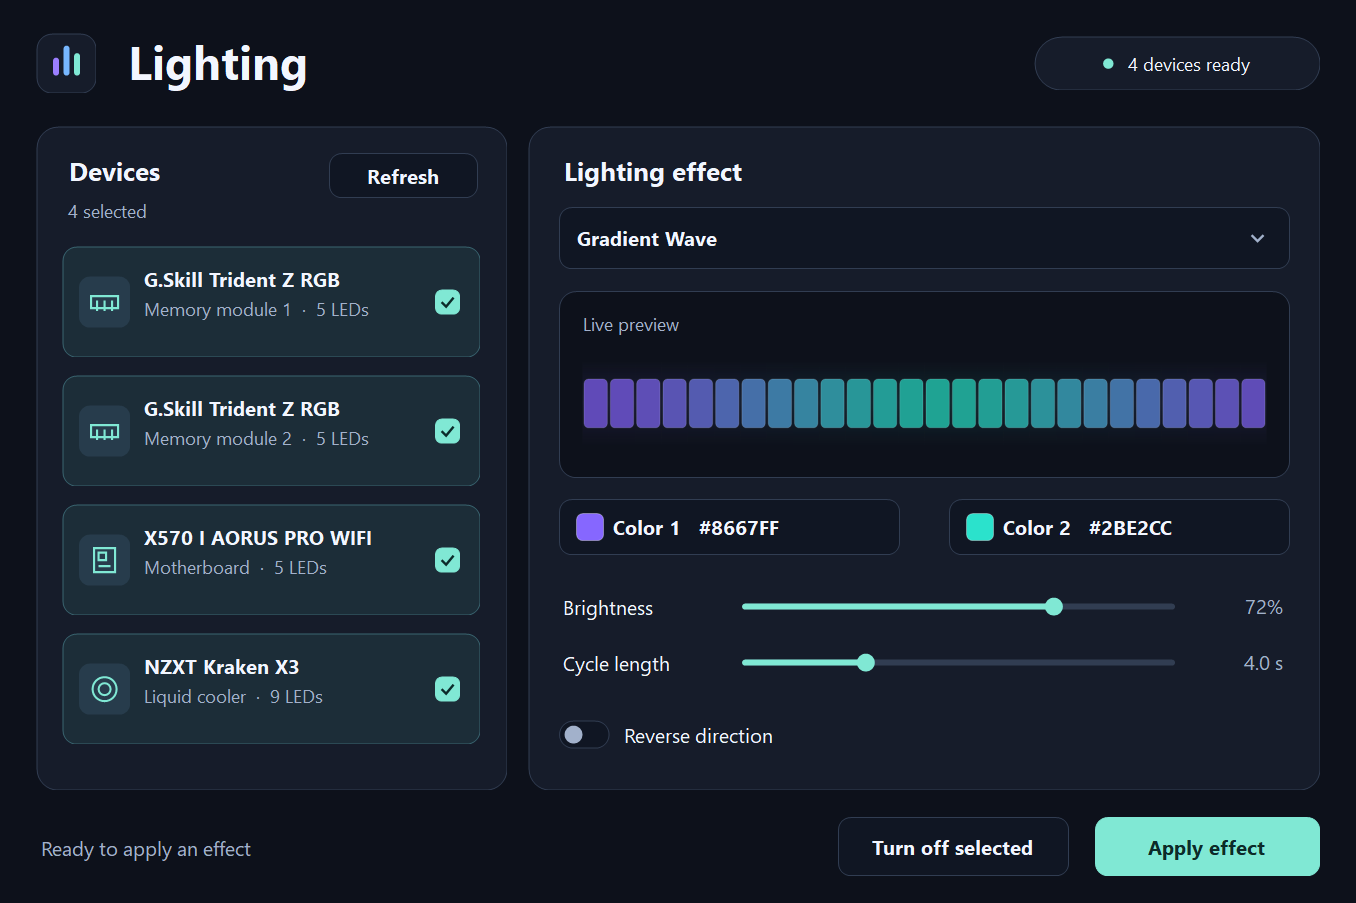 Lighting
4 devices ready
Devices
Refresh
4 selected
G.Skill Trident Z RGB
Memory module 1 · 5 LEDs
G.Skill Trident Z RGB
Memory module 2 · 5 LEDs
X570 I AORUS PRO WIFI
Motherboard · 5 LEDs
NZXT Kraken X3
Liquid cooler · 9 LEDs
Lighting effect
Gradient Wave
Live preview
Color 1 #8667FF
Color 2 #2BE2CC
Brightness 72%
Cycle length 4.0 s
Reverse direction
Ready to apply an effect
Turn off selected
Apply effect